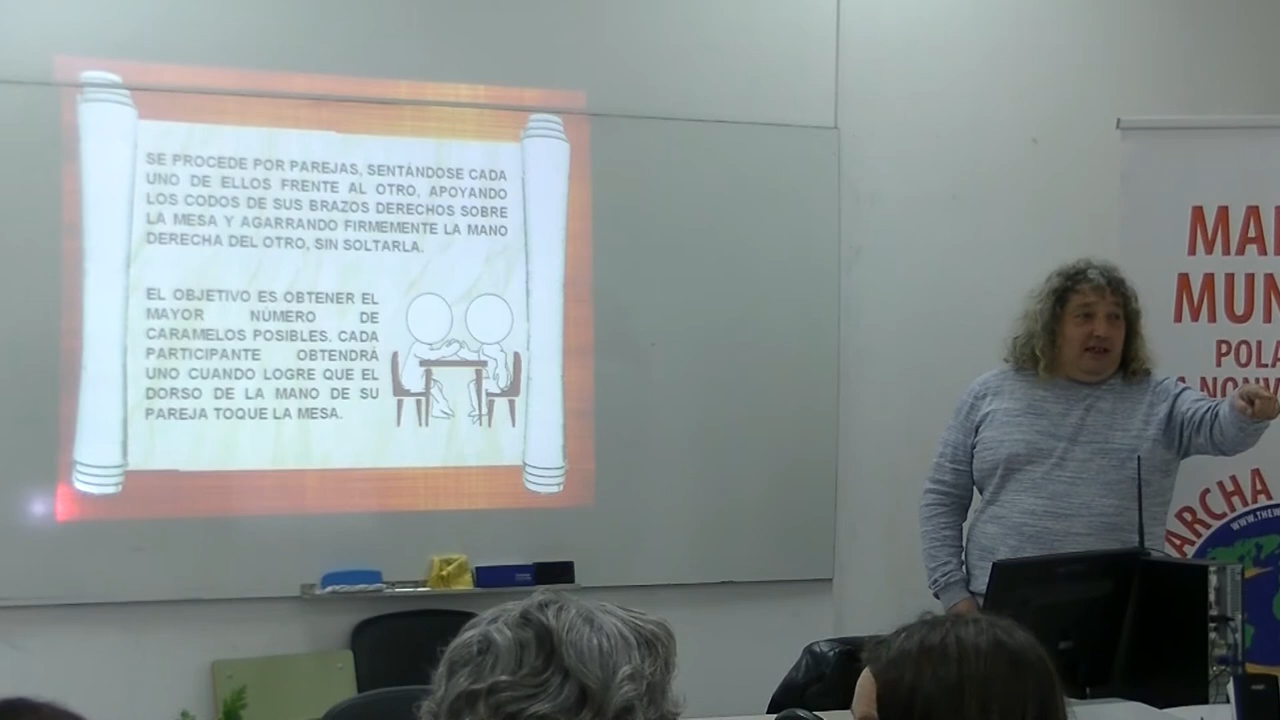 SE PROCEDE POR PAREJAS, SENTÁNDOSE CADA
UNO DE ELLOS FRENTE AL OTRO, APOYANDO
LOS CODOS DE SUS BRAZOS DERECHOS SOBRE
LA MESA Y AGARRANDO FIRMEMENTE LA MANO
DERECHA DEL OTRO, SIN SOLTARLA.
EL OBJETIVO ES OBTENER EL
MAYOR NÚMERO DE
CARAMELOS POSIBLES. CADA
PARTICIPANTE OBTENDRÁ
UNO CUANDO LOGRE QUE EL
DORSO DE LA MANO DE SU
PAREJA TOQUE LA MESA.
MAR
MUN
POLA
A NONV
ARCHA
WWW.THEW